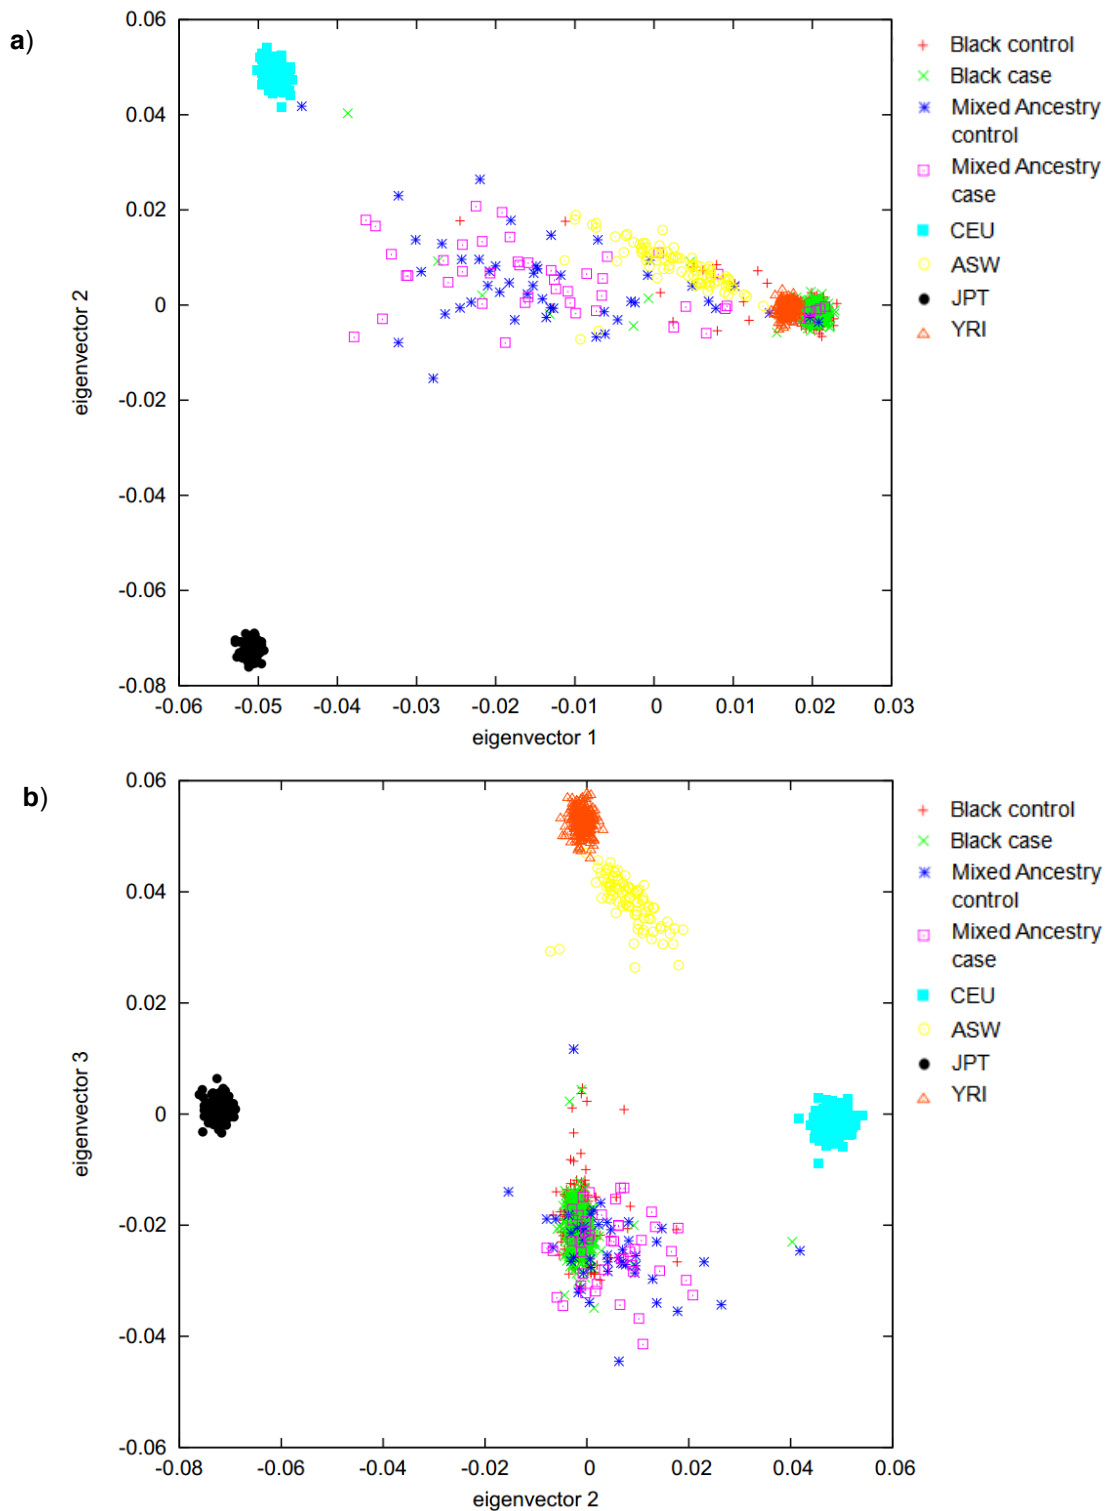 a)
0.06
0.04
0.02
0
-0.02
-0.04
-0.06
-0.08
eigenvector 2
-0.06 -0.05 -0.04 -0.03 -0.02 -0.01 0 0.01 0.02 0.03
eigenvector 1
Black control
Black case
Mixed Ancestry
control
Mixed Ancestry
case
CEU
ASW
JPT
YRI
b)
0.06
0.04
0.02
0
-0.02
-0.04
-0.06
eigenvector 3
-0.08 -0.06 -0.04 -0.02 0 0.02 0.04 0.06
eigenvector 2
Black control
Black case
Mixed Ancestry
control
Mixed Ancestry
case
CEU
ASW
JPT
YRI